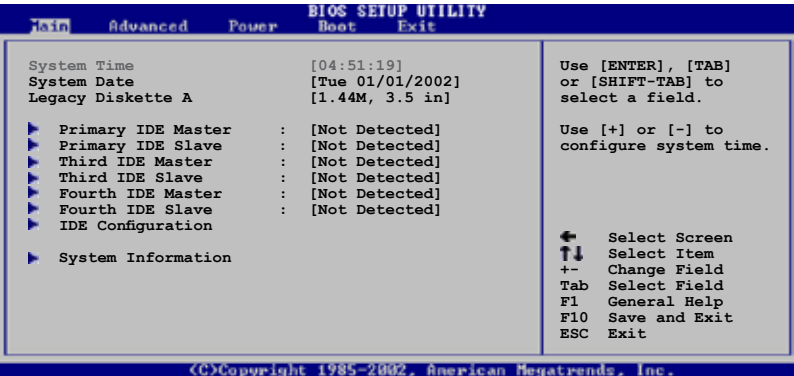 BIOS SETUP UTILITY
Main Advanced Power Boot Exit
System Time [04:51:19]
System Date [Tue 01/01/2002]
Legacy Diskette A [1.44M, 3.5 in]
Primary IDE Master : [Not Detected]
Primary IDE Slave : [Not Detected]
Third IDE Master : [Not Detected]
Third IDE Slave : [Not Detected]
Fourth IDE Master : [Not Detected]
Fourth IDE Slave : [Not Detected]
IDE Configuration
System Information
Use [ENTER], [TAB]
or [SHIFT-TAB] to
select a field.
Use [+] or [-] to
configure system time.
Select Screen
↑↓ Select Item
+- Change Field
Tab Select Field
F1 General Help
F10 Save and Exit
ESC Exit
(C)Copyright 1985-2002, American Megatrends, Inc.